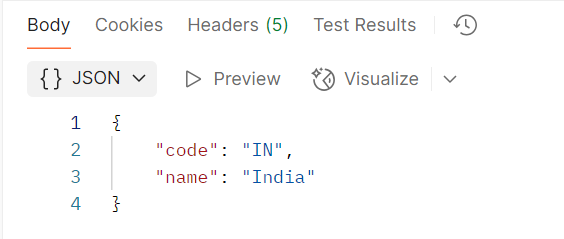 Body Cookies Headers (5) Test Results
{} JSON Preview Visualize
1 {
2 "code": "IN",
3 "name": "India"
4 }